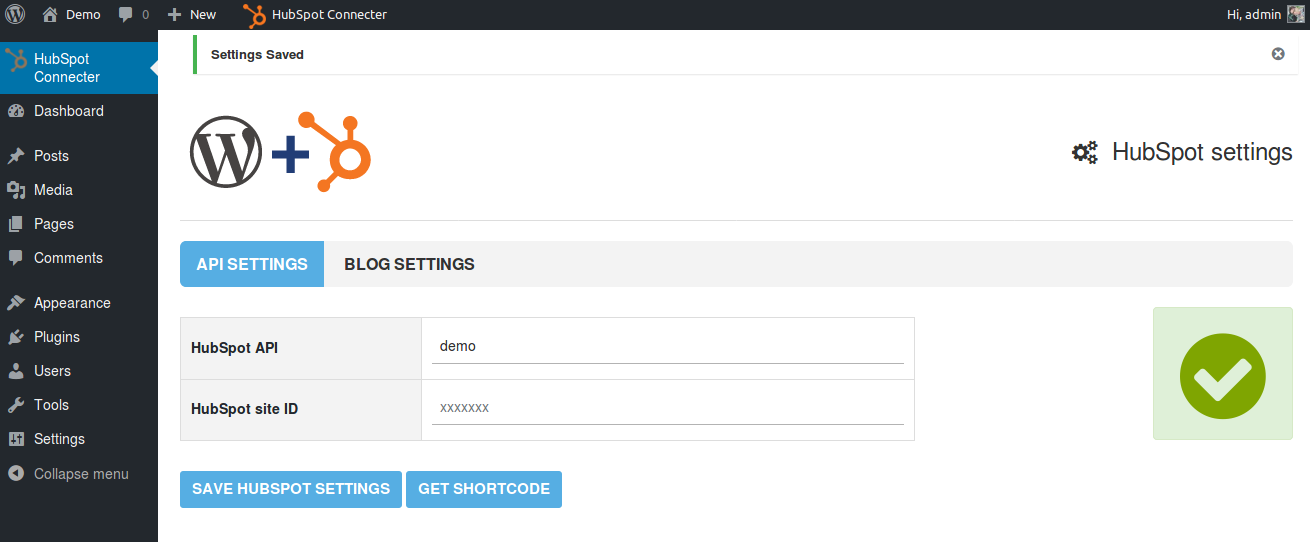 Demo 0 New HubSpot Connecter Hi, admin
HubSpot
Connecter
Dashboard
Posts
Media
Pages
Comments
Appearance
Plugins
Users
Tools
Settings
Collapse menu
Settings Saved
HubSpot settings
API SETTINGS BLOG SETTINGS
HubSpot API demo
HubSpot site ID xxxxxxx
SAVE HUBSPOT SETTINGS GET SHORTCODE